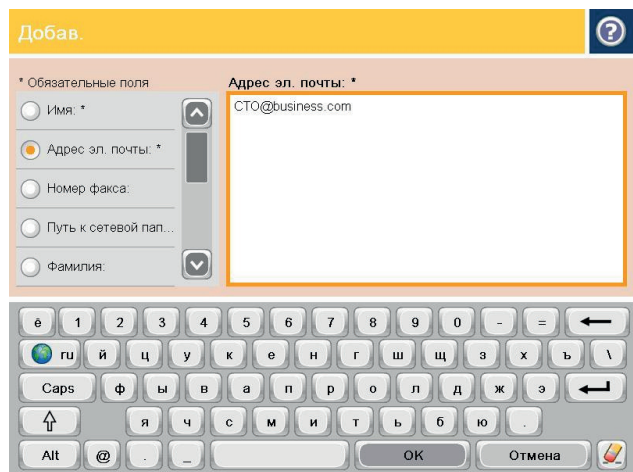 Добав.
?
* Обязательные поля
Адрес эл. почты: *
Имя: *
CTO@business.com
Адрес эл. почты: *
Номер факса:
Путь к сетевой пап...
Фамилия:
ё 1 2 3 4 5 6 7 8 9 0 - =
ru й ц у к е н г ш щ з х ъ \
Caps ф ы в а п р о л д ж э
я ч с м и т ь б ю .
Alt @ . _ OK Отмена